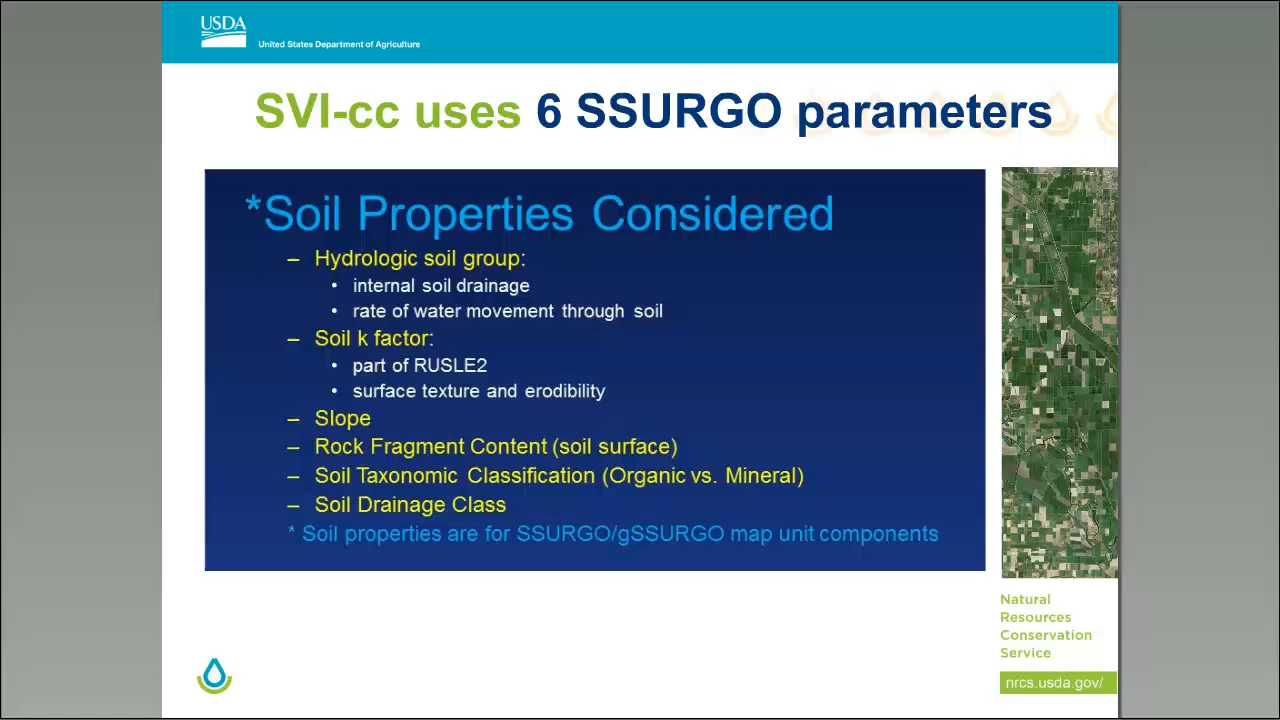 USDA
United States Department of Agriculture
SVI-cc uses 6 SSURGO parameters
*Soil Properties Considered
– Hydrologic soil group:
• internal soil drainage
• rate of water movement through soil
– Soil k factor:
• part of RUSLE2
• surface texture and erodibility
– Slope
– Rock Fragment Content (soil surface)
– Soil Taxonomic Classification (Organic vs. Mineral)
– Soil Drainage Class
* Soil properties are for SSURGO/gSSURGO map unit components
Natural
Resources
Conservation
Service
nrcs.usda.gov/